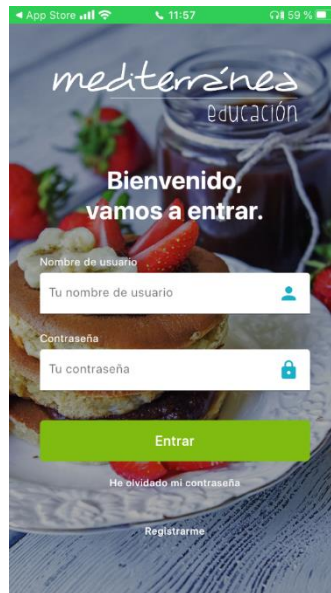 App Store 11:57 59 %
mediterránea
educación
Bienvenido,
vamos a entrar.
Nombre de usuario
Tu nombre de usuario
Contraseña
Tu contraseña
Entrar
He olvidado mi contraseña
Registrarme